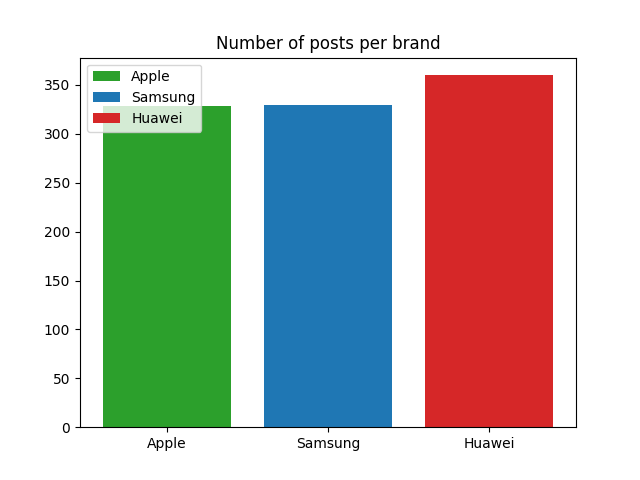 Number of posts per brand
Apple
Samsung
Huawei
350
300
250
200
150
100
50
0
Apple Samsung Huawei